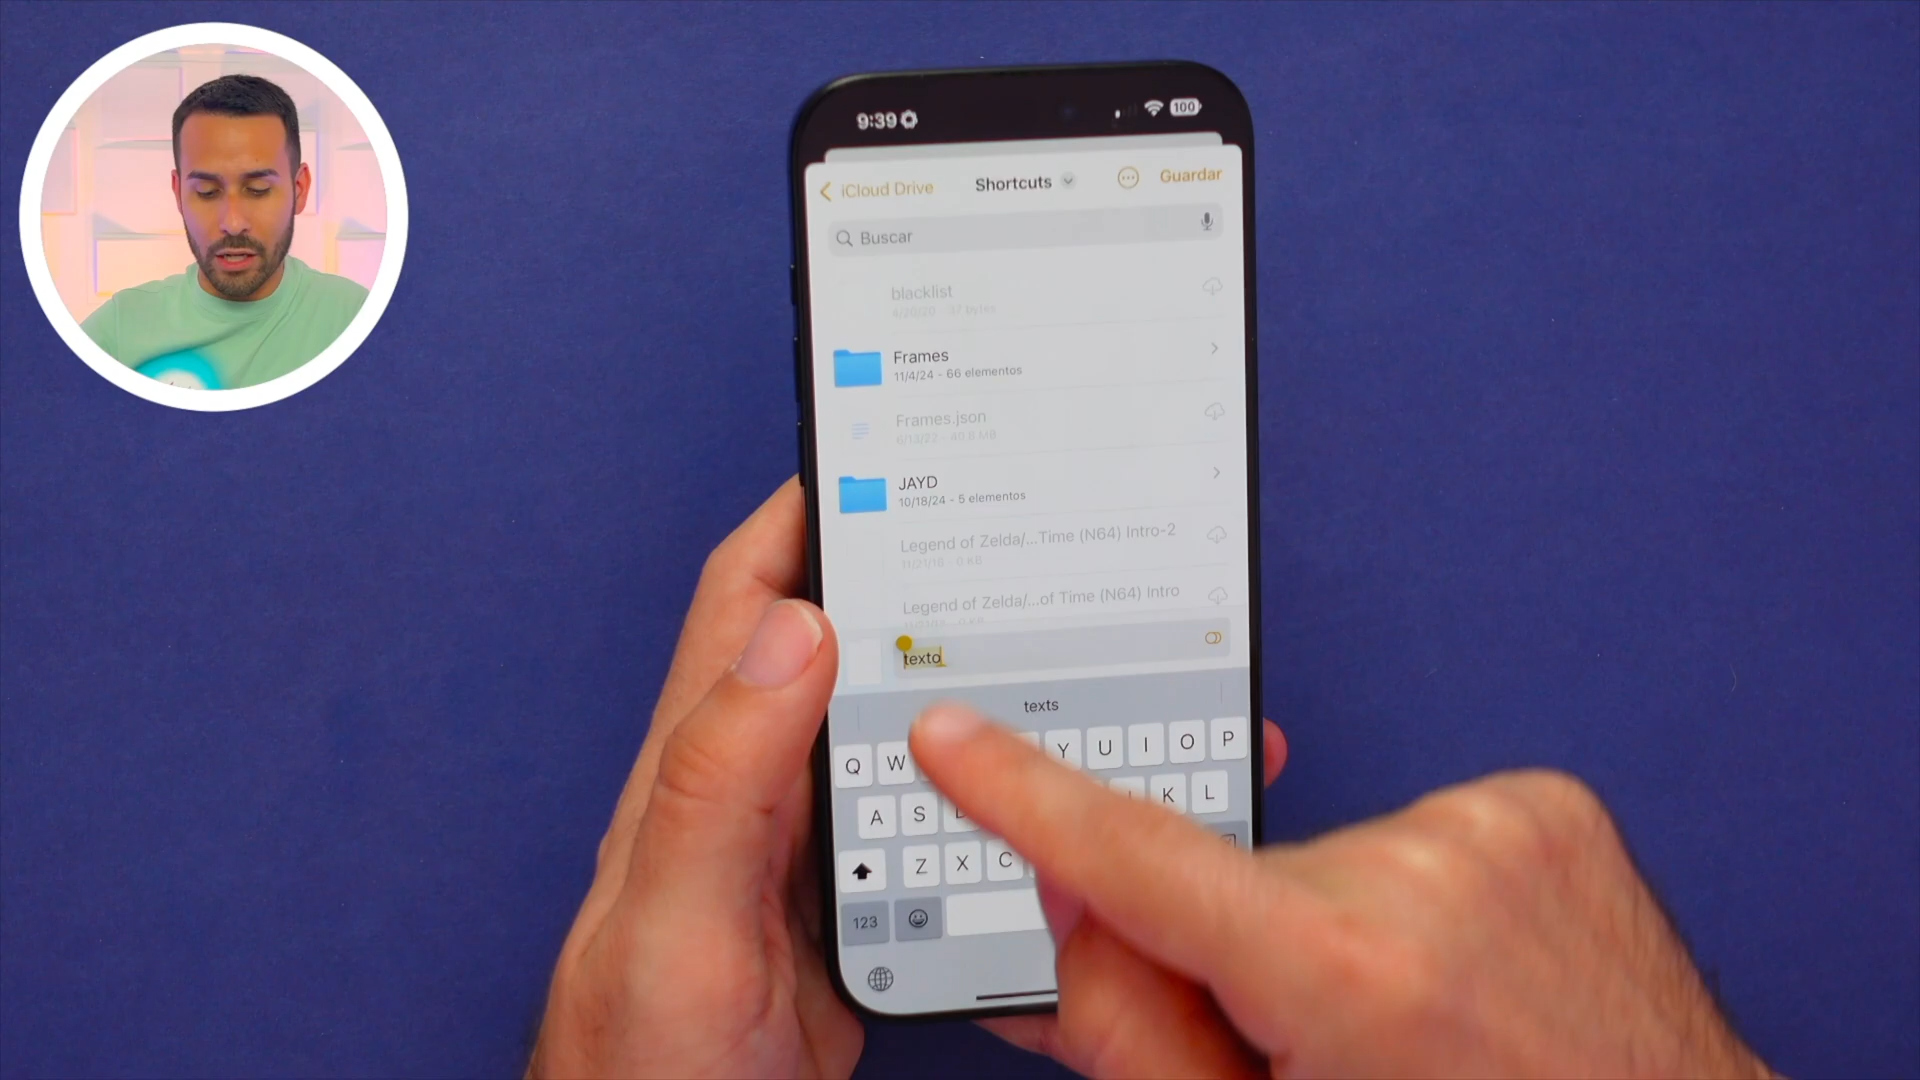 9:39
100
iCloud Drive
Shortcuts
Guardar
Buscar
blacklist
4/20/20 - 37 bytes
Frames
11/4/24 - 66 elementos
Frames.json
6/13/22 - 40.8 MB
JAYD
10/18/24 - 5 elementos
Legend of Zelda/...Time (N64) Intro-2
11/21/18 - 0 KB
Legend of Zelda/...of Time (N64) Intro
texto
texts
Q W Y U I O P
A S K L
Z X C
123